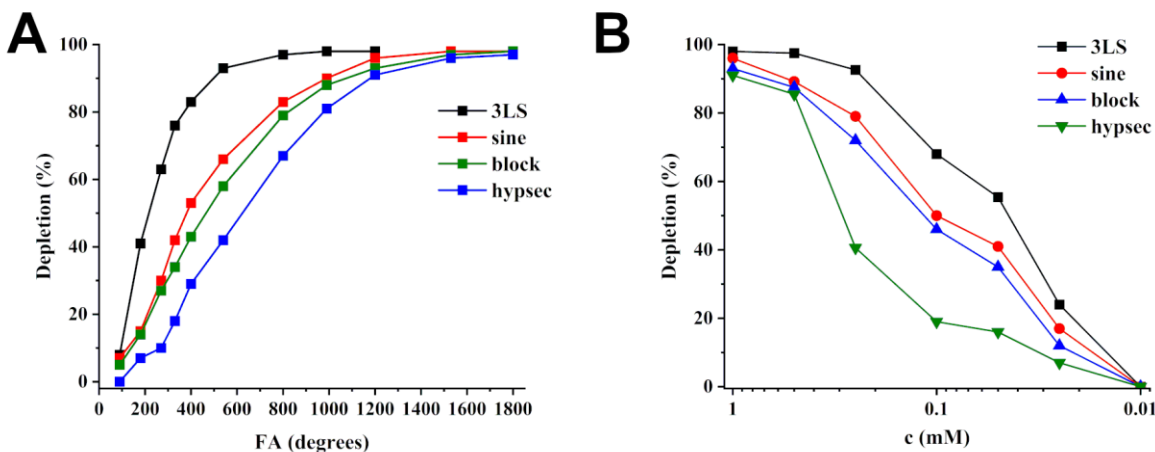 A
100
80
60
40
20
0
Depletion (%)
0 200 400 600 800 1000 1200 1400 1600 1800
FA (degrees)
3LS
sine
block
hypsec
B
100
80
60
40
20
0
Depletion (%)
1 0.1 0.01
c (mM)
3LS
sine
block
hypsec